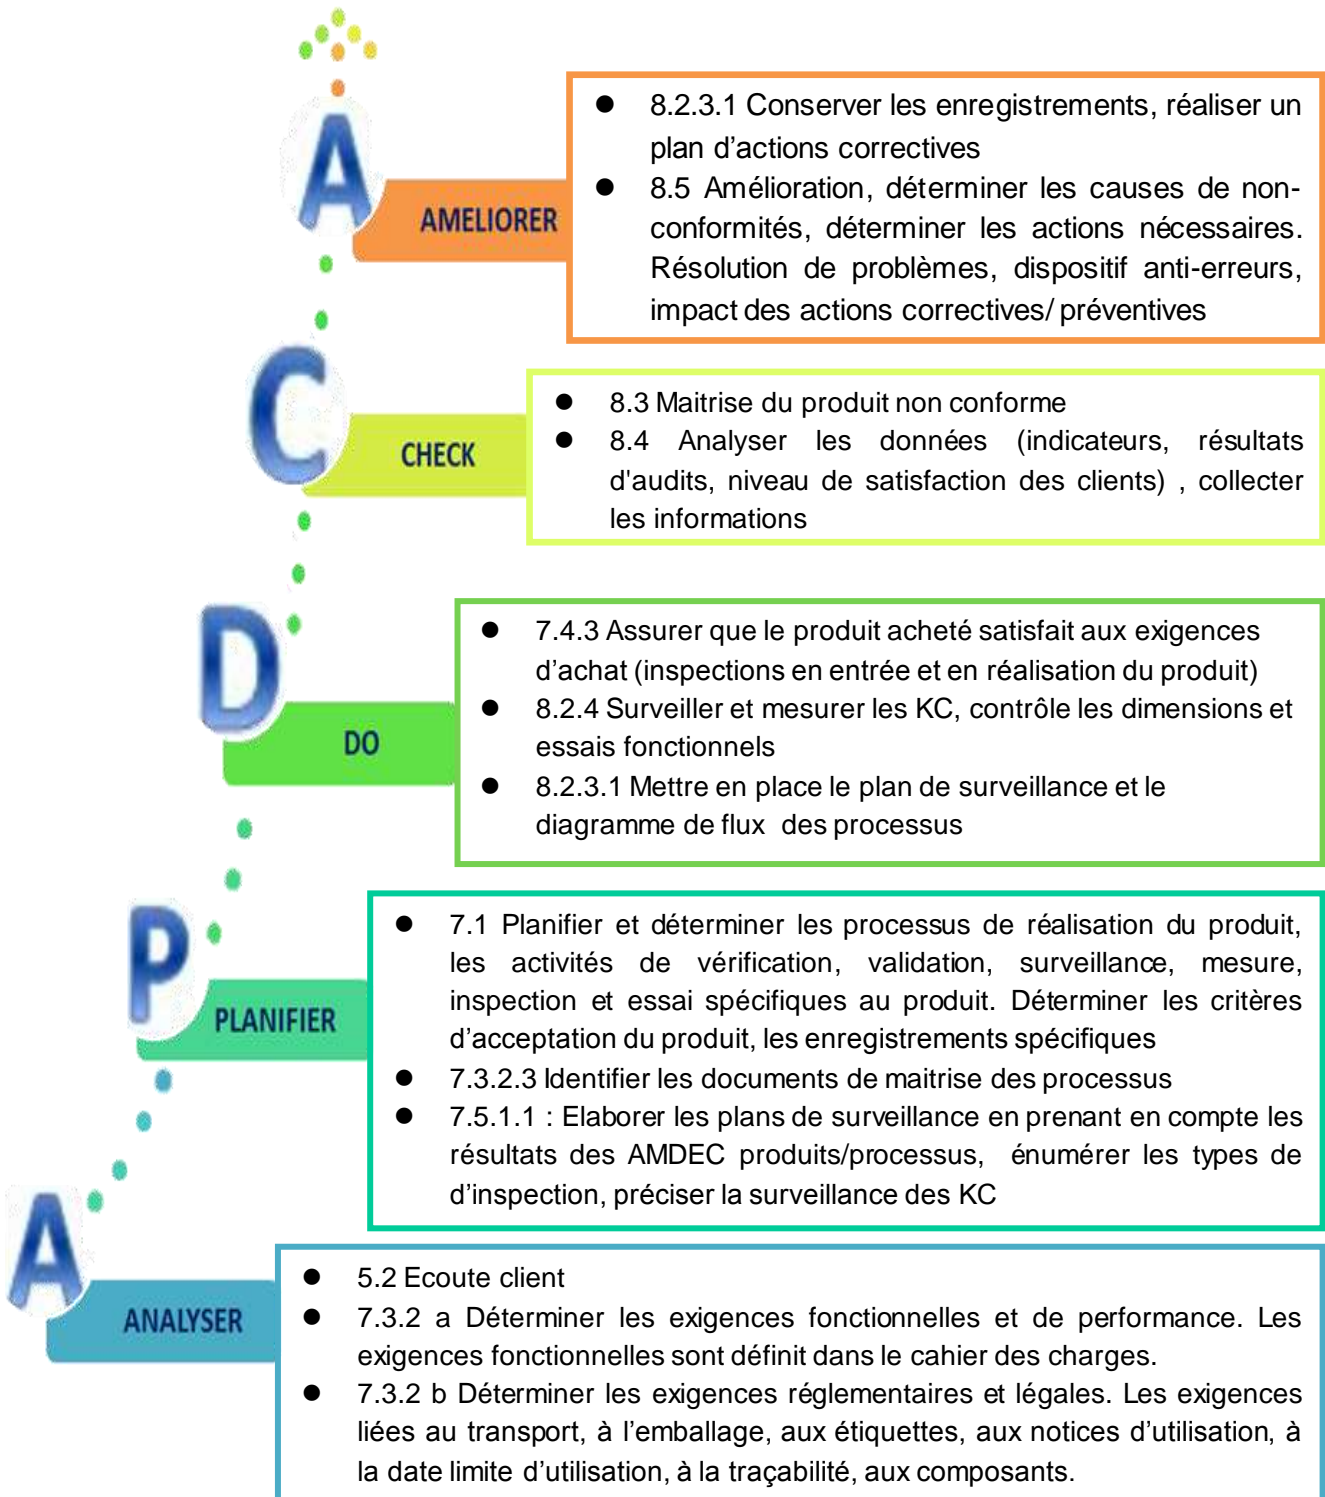 A
AMELIORER
● 8.2.3.1 Conserver les enregistrements, réaliser un
plan d’actions correctives
● 8.5 Amélioration, déterminer les causes de non-
conformités, déterminer les actions nécessaires.
Résolution de problèmes, dispositif anti-erreurs,
impact des actions correctives/ préventives
C
CHECK
● 8.3 Maitrise du produit non conforme
● 8.4 Analyser les données (indicateurs, résultats
d'audits, niveau de satisfaction des clients) , collecter
les informations
D
DO
● 7.4.3 Assurer que le produit acheté satisfait aux exigences
d’achat (inspections en entrée et en réalisation du produit)
● 8.2.4 Surveiller et mesurer les KC, contrôle les dimensions et
essais fonctionnels
● 8.2.3.1 Mettre en place le plan de surveillance et le
diagramme de flux des processus
P
PLANIFIER
● 7.1 Planifier et déterminer les processus de réalisation du produit,
les activités de vérification, validation, surveillance, mesure,
inspection et essai spécifiques au produit. Déterminer les critères
d’acceptation du produit, les enregistrements spécifiques
● 7.3.2.3 Identifier les documents de maitrise des processus
● 7.5.1.1 : Elaborer les plans de surveillance en prenant en compte les
résultats des AMDEC produits/processus, énumérer les types de
d’inspection, préciser la surveillance des KC
A
ANALYSER
● 5.2 Ecoute client
● 7.3.2 a Déterminer les exigences fonctionnelles et de performance. Les
exigences fonctionnelles sont définit dans le cahier des charges.
● 7.3.2 b Déterminer les exigences réglementaires et légales. Les exigences
liées au transport, à l’emballage, aux étiquettes, aux notices d’utilisation, à
la date limite d’utilisation, à la traçabilité, aux composants.